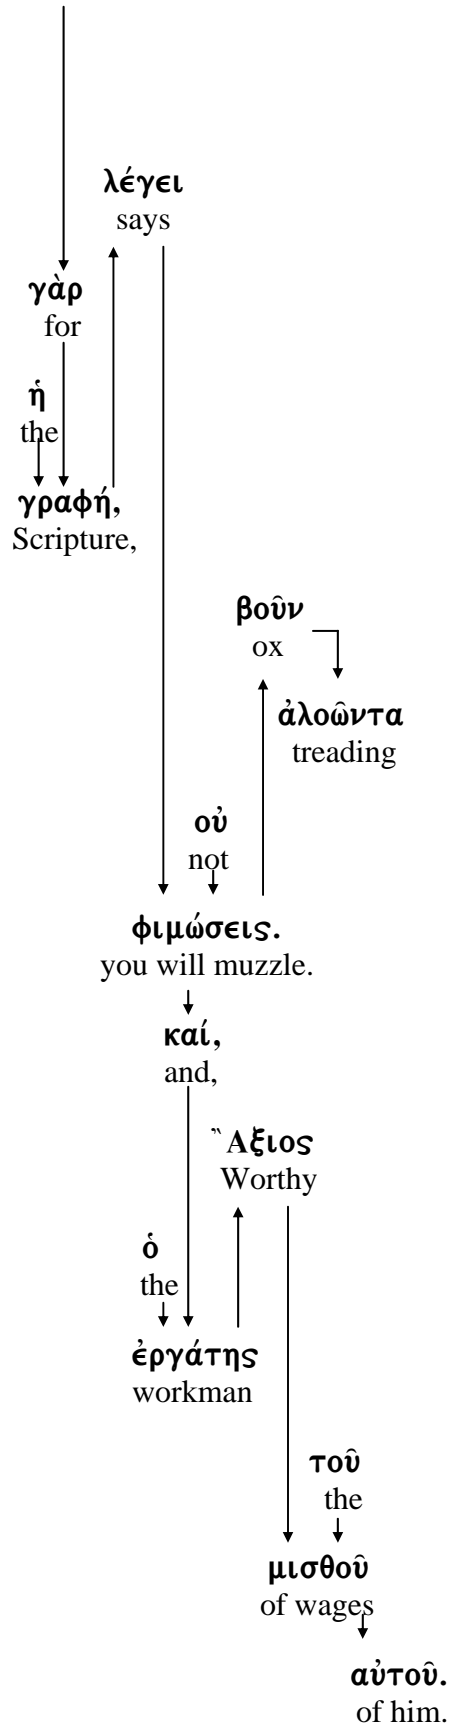 λέγει
says
γὰρ
for
ἡ
the
γραφή,
Scripture,
βοῦν
ox
ἀλοῶντα
treading
οὐ
not
φιμώσεις.
you will muzzle.
καί,
and,
῎Αξιος
Worthy
ὁ
the
ἐργάτης
workman
τοῦ
the
μισθοῦ
of wages
αὐτοῦ.
of him.